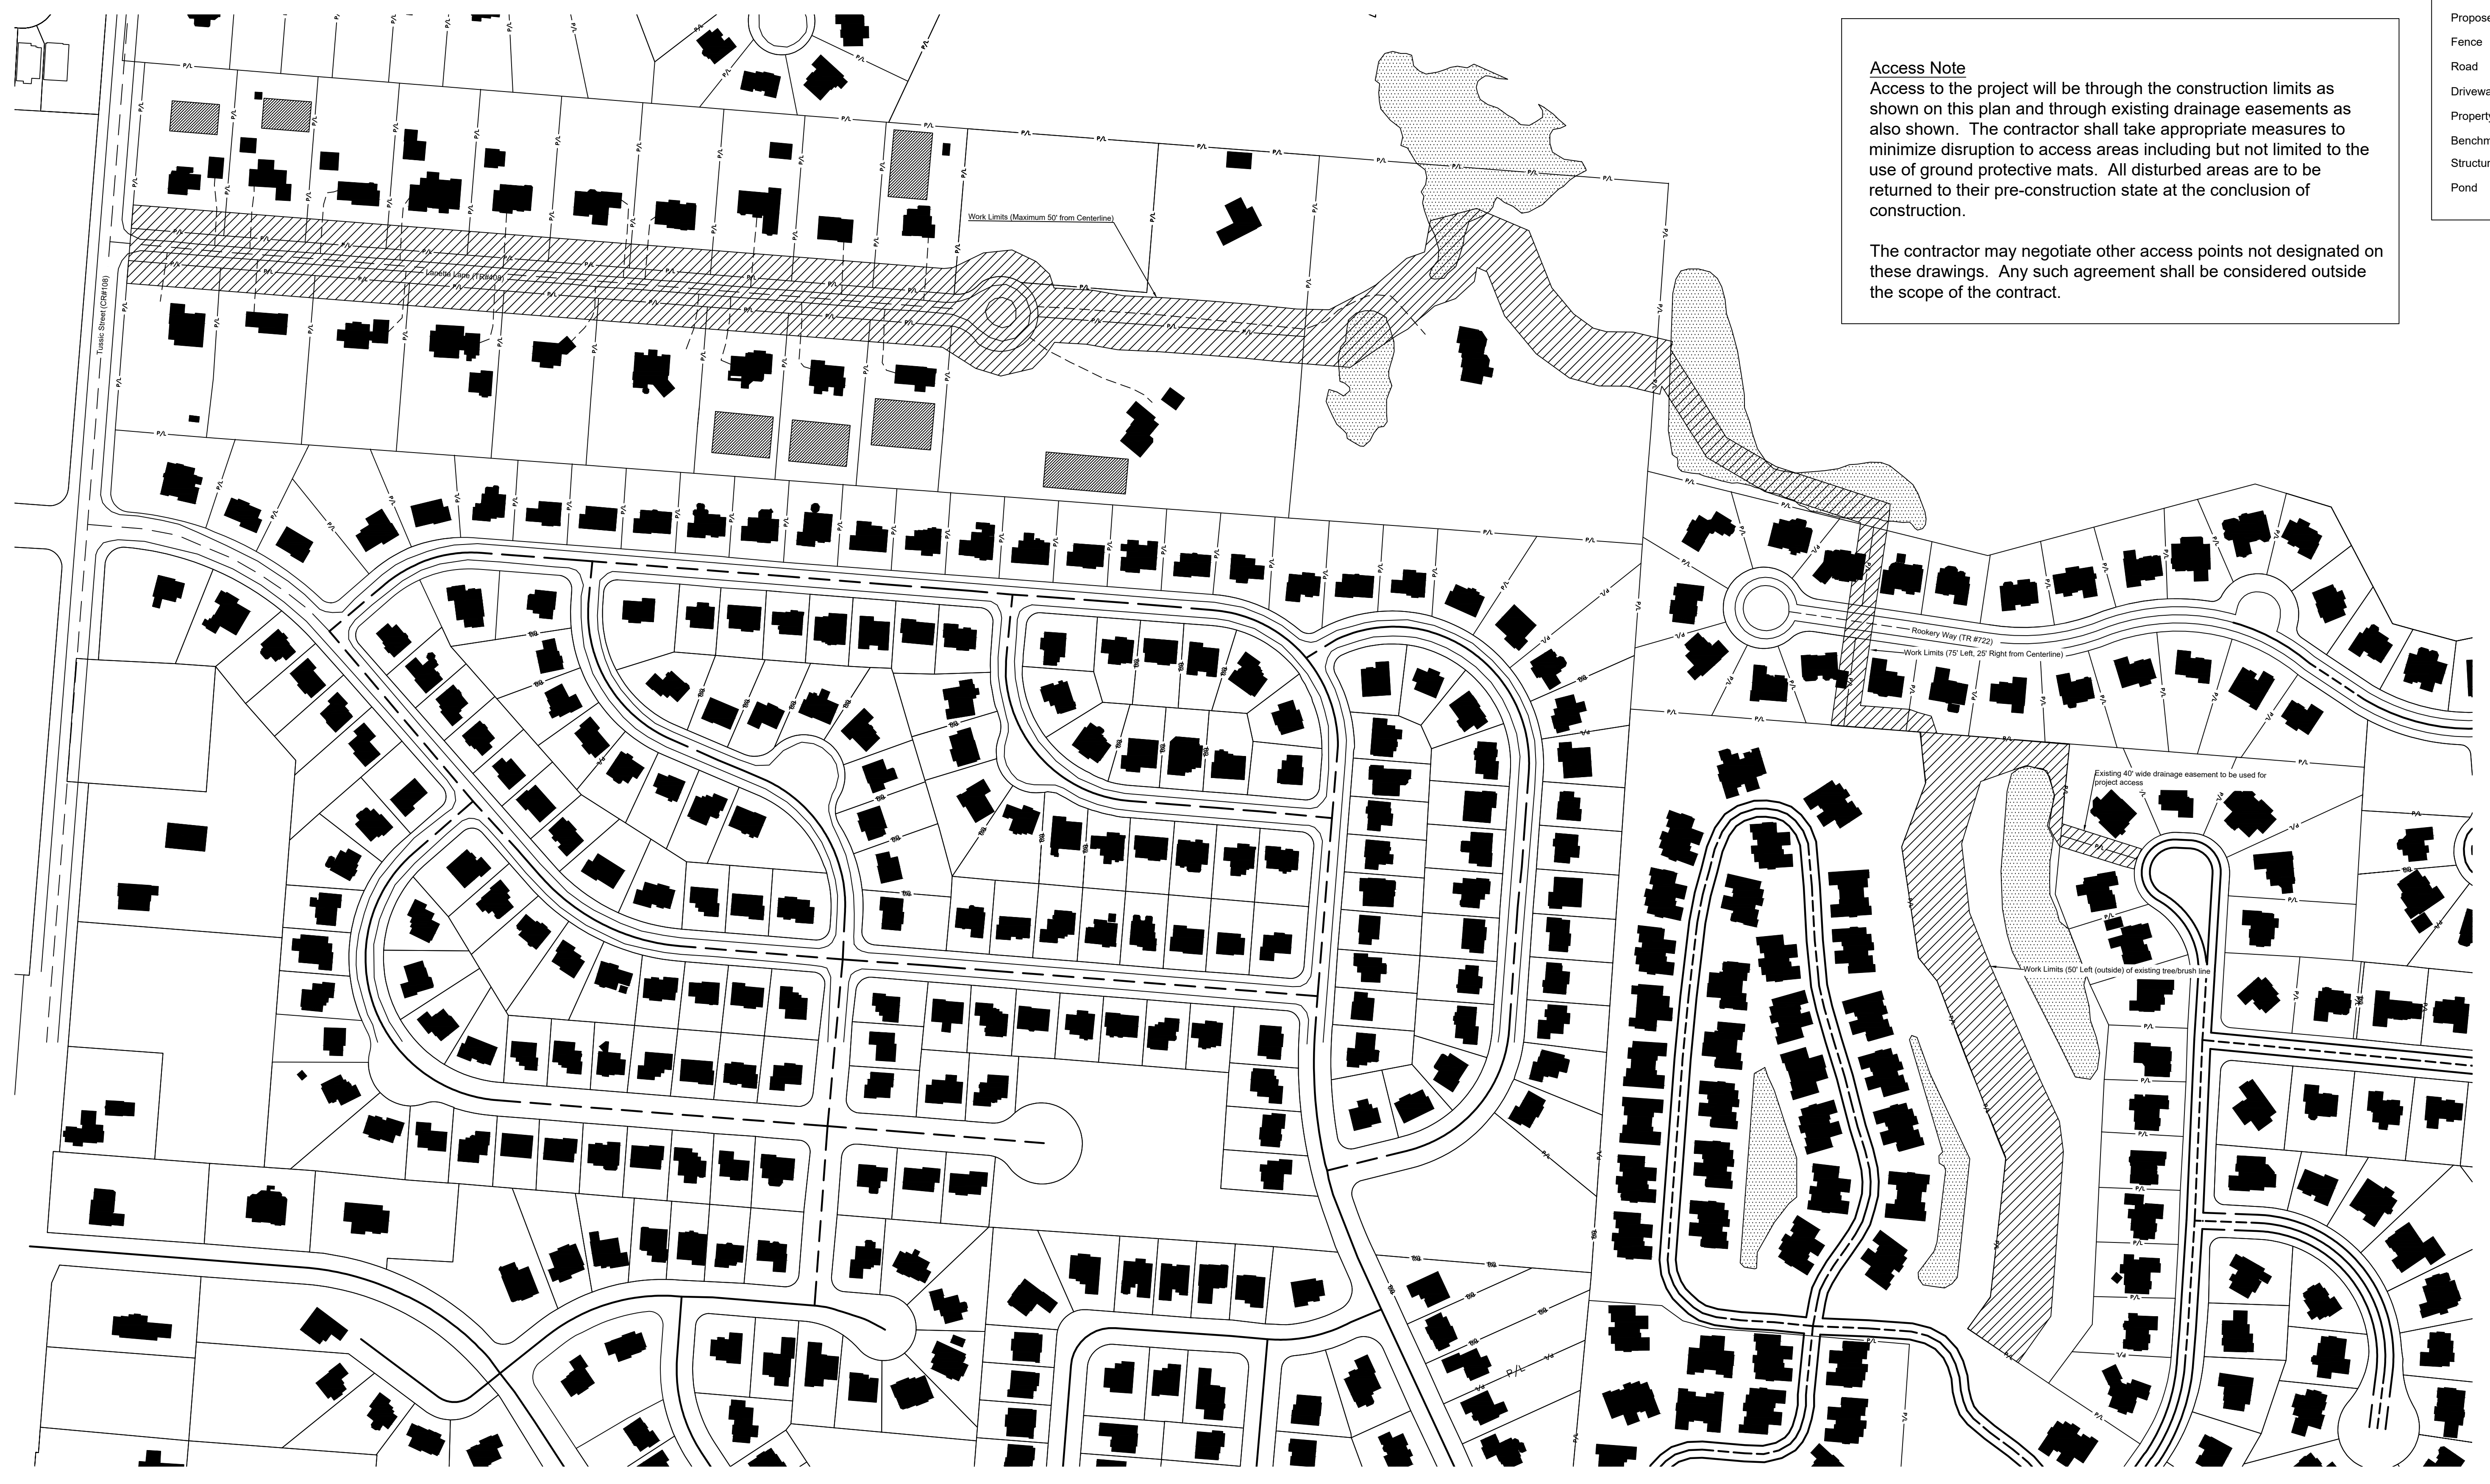 Access Note
Access to the project will be through the construction limits as
shown on this plan and through existing drainage easements as
also shown.  The contractor shall take appropriate measures to
minimize disruption to access areas including but not limited to the
use of ground protective mats.  All disturbed areas are to be
returned to their pre-construction state at the conclusion of
construction.
The contractor may negotiate other access points not designated on
these drawings.  Any such agreement shall be considered outside
the scope of the contract.
Fence
Road
Pond
Work Limits (Maximum 50' from Centerline)
Lanetta Lane (TR#408)
Tussic Street (CR#108)
Rookery Way (TR #722)
Work Limits (75' Left, 25' Right from Centerline)
Existing 40' wide drainage easement to be used for
project access
Work Limits (50' Left (outside) of existing tree/brush line
P/L